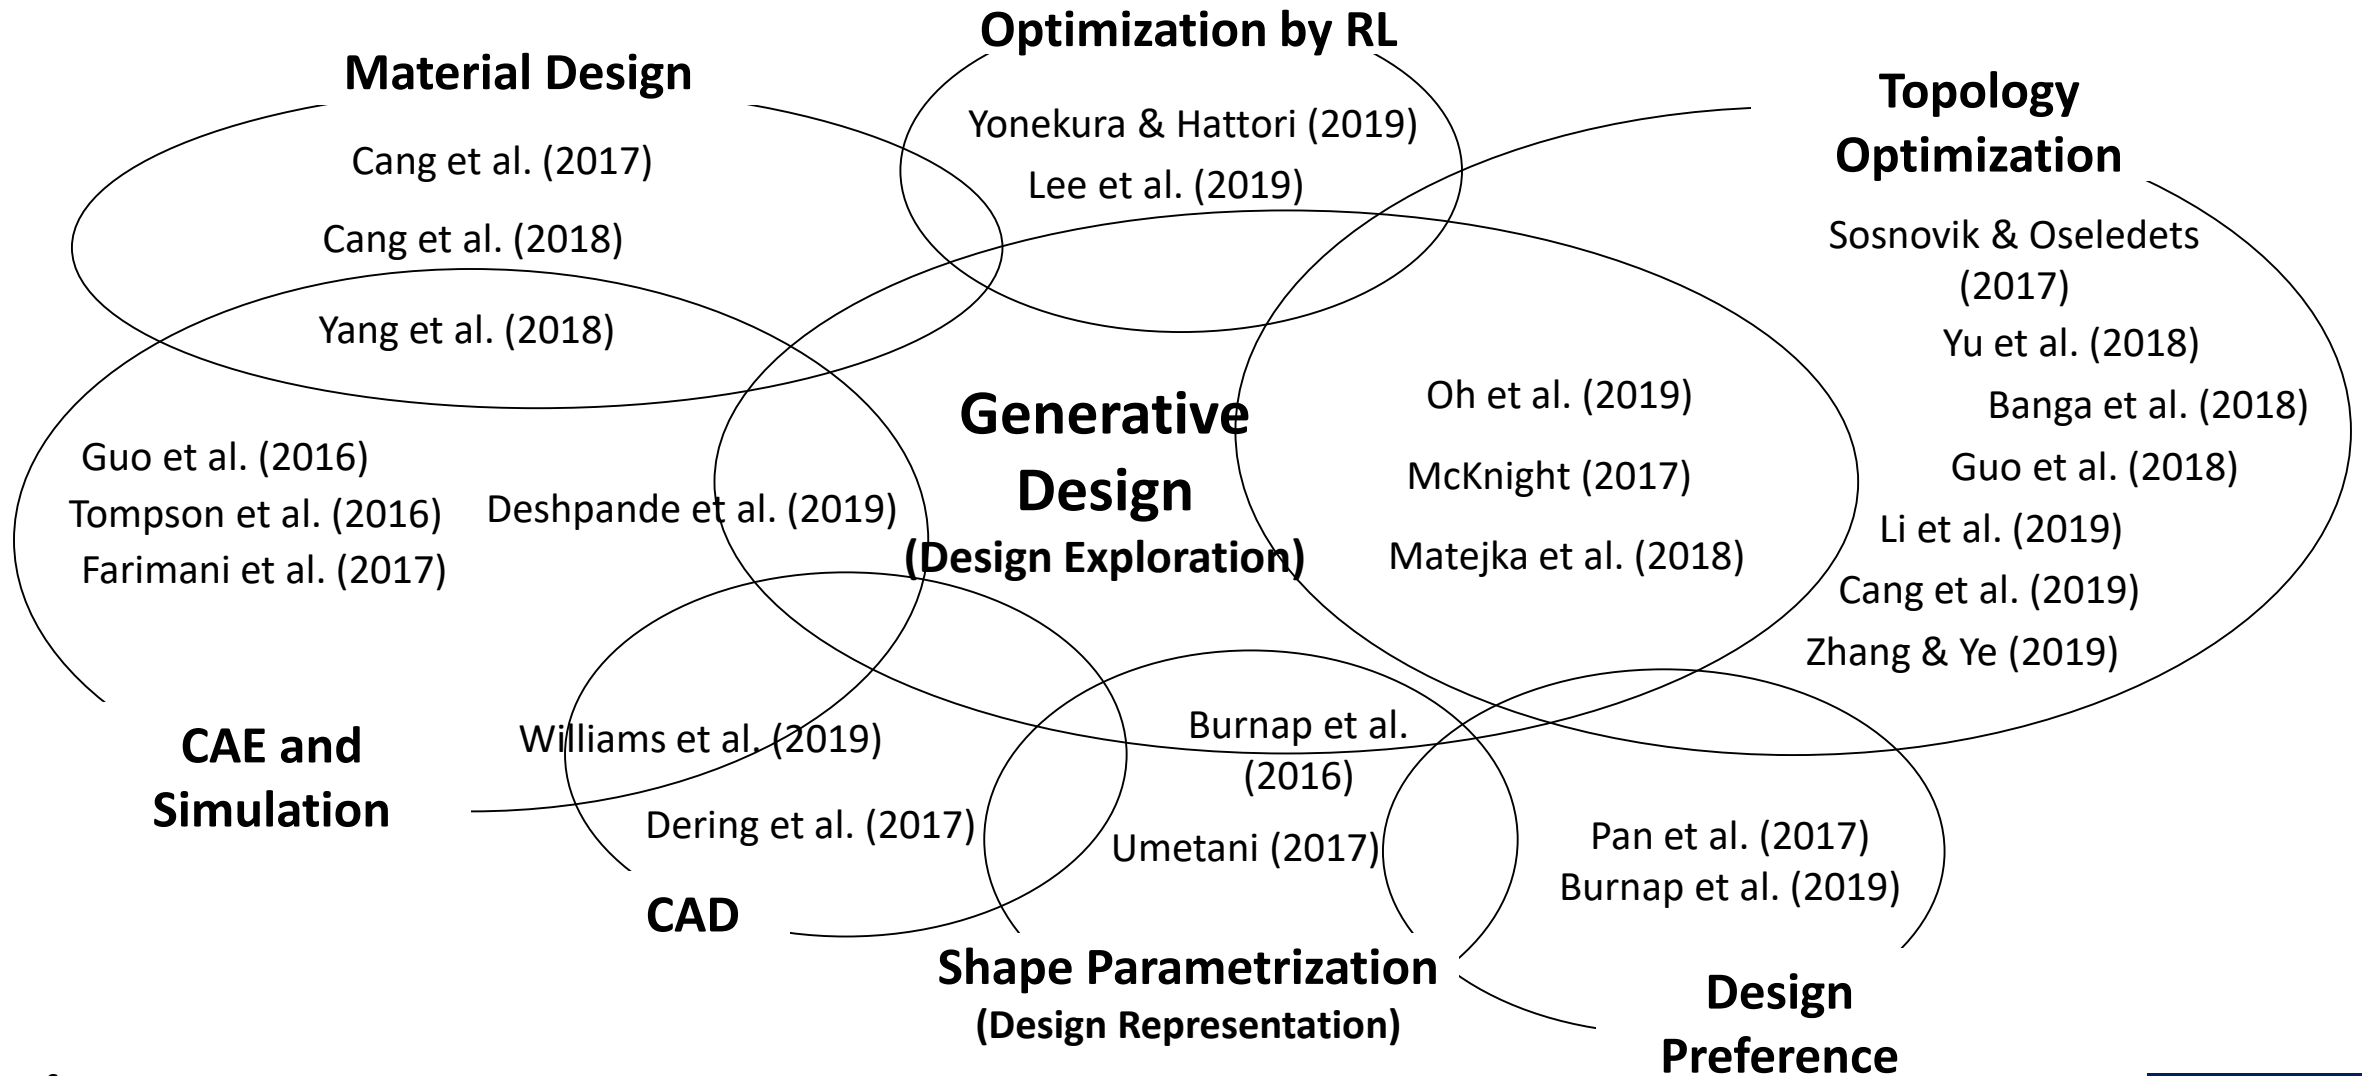 Optimization by RL
Material Design
Topology
Optimization
Yonekura & Hattori (2019)
Lee et al. (2019)
Cang et al. (2017)
Cang et al. (2018)
Yang et al. (2018)
Sosnovik & Oseledets
(2017)
Yu et al. (2018)
Banga et al. (2018)
Guo et al. (2018)
Li et al. (2019)
Cang et al. (2019)
Zhang & Ye (2019)
Generative
Design
(Design Exploration)
Oh et al. (2019)
McKnight (2017)
Matejka et al. (2018)
Guo et al. (2016)
Tompson et al. (2016)
Farimani et al. (2017)
Deshpande et al. (2019)
CAE and
Simulation
Williams et al. (2019)
Dering et al. (2017)
CAD
Burnap et al.
(2016)
Umetani (2017)
Shape Parametrization
(Design Representation)
Pan et al. (2017)
Burnap et al. (2019)
Design
Preference